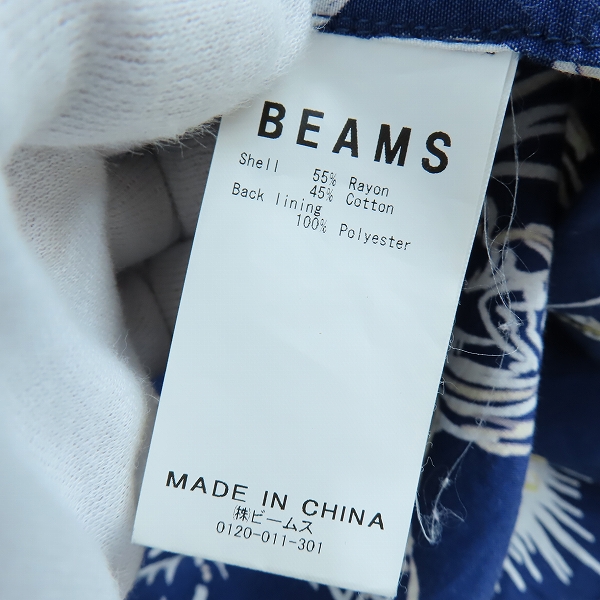 BEAMS
Shell 55% Rayon
45% Cotton
Back lining
100% Polyester
MADE IN CHINA
㈱ビームス
0120-011-301